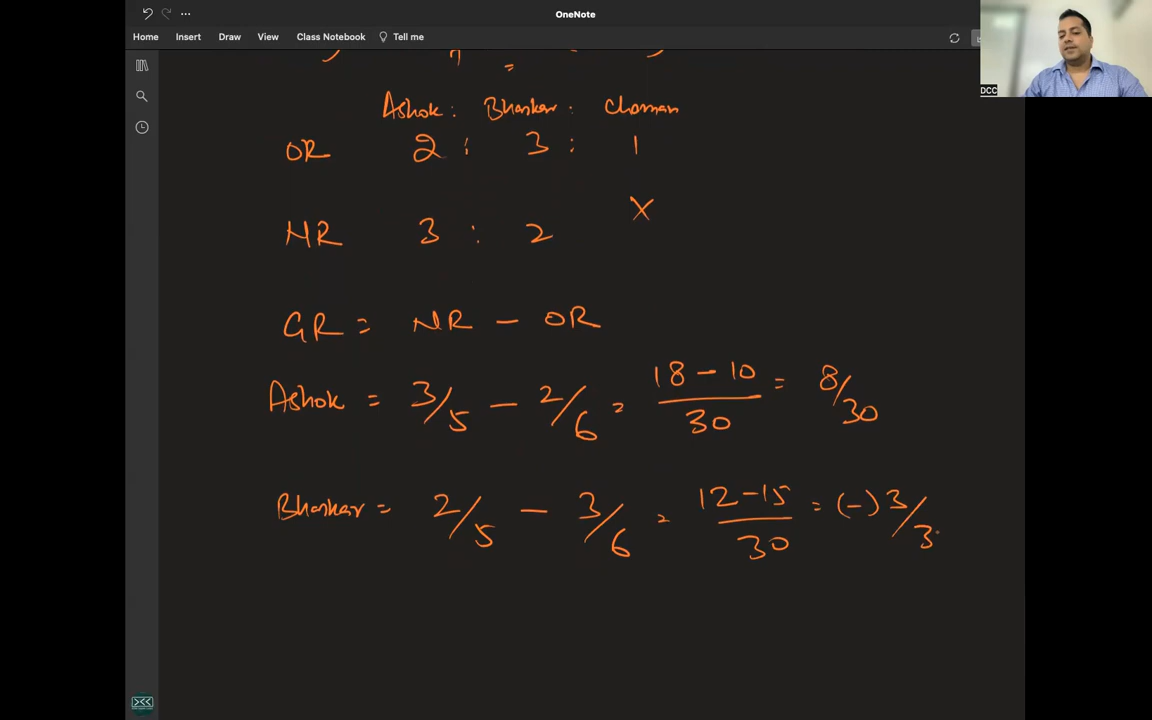 OneNote
Home Insert Draw View Class Notebook Tell me
DCC
Ashok : Bhaskar : Chaman
OR 2 : 3 : 1
X
NR 3 : 2
GR = NR - OR
Ashok = 3/5 - 2/6 = 18 - 10 / 30 = 8/30
Bhaskar = 2/5 - 3/6 = 12 - 15 / 30 = (-) 3/3